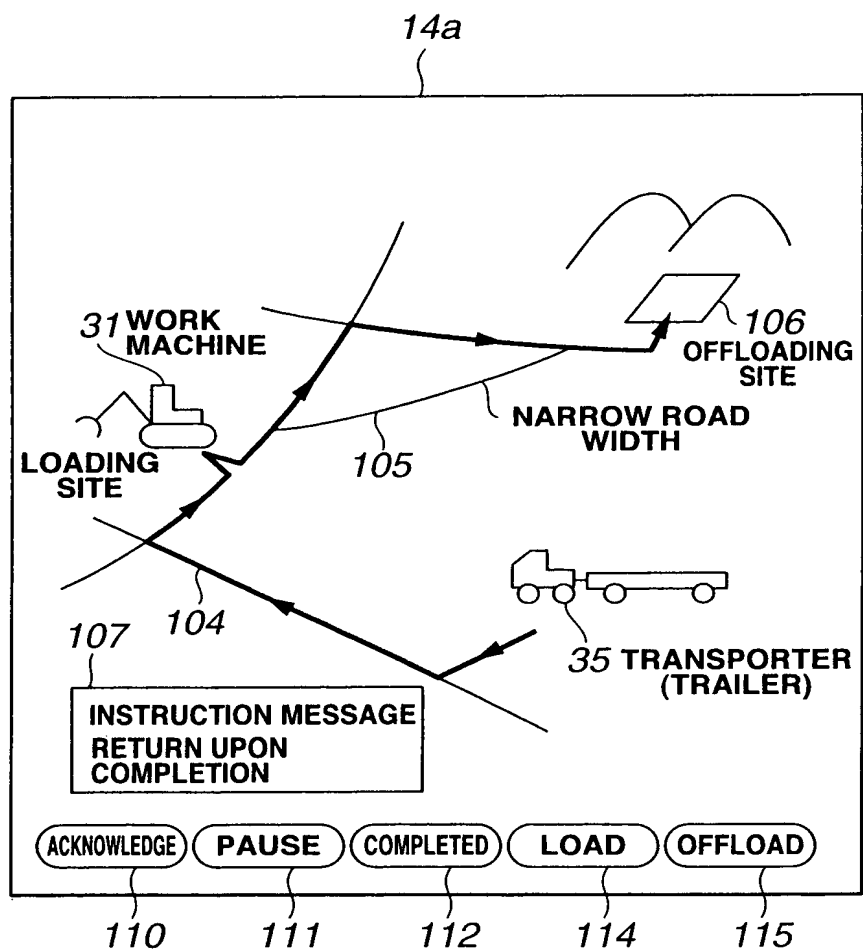 14a
31 WORK
MACHINE
106
OFFLOADING
SITE
NARROW ROAD
WIDTH
105
LOADING
SITE
104
35 TRANSPORTER
(TRAILER)
107
INSTRUCTION MESSAGE
RETURN UPON
COMPLETION
ACKNOWLEDGE PAUSE COMPLETED LOAD OFFLOAD
110 111 112 114 115